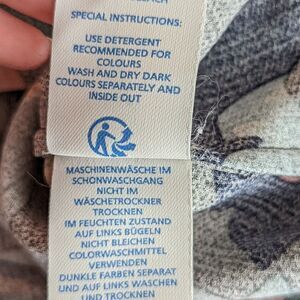 BLEACH
SPECIAL INSTRUCTIONS:
USE DETERGENT
RECOMMENDED FOR
COLOURS
WASH AND DRY DARK
COLOURS SEPARATELY AND
INSIDE OUT
MASCHINENWÄSCHE IM
SCHONWASCHGANG
NICHT IM
WÄSCHETROKNER
TROCKNEN
IM FEUCHTEN ZUSTAND
AUF LINKS BÜGELN
NICHT BLEICHEN
COLORWASCHMITTEL
VERWENDEN
DUNKLE FARBEN SEPARAT
UND AUF LINKS WASCHEN
UND TROCKNEN